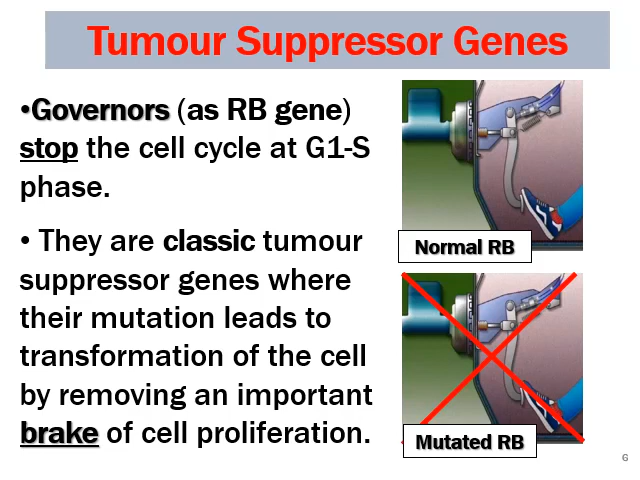 Tumour Suppressor Genes
•Governors (as RB gene)
stop the cell cycle at G1-S
phase.
• They are classic tumour
suppressor genes where
their mutation leads to
transformation of the cell
by removing an important
brake of cell proliferation.
Normal RB
Mutated RB
6